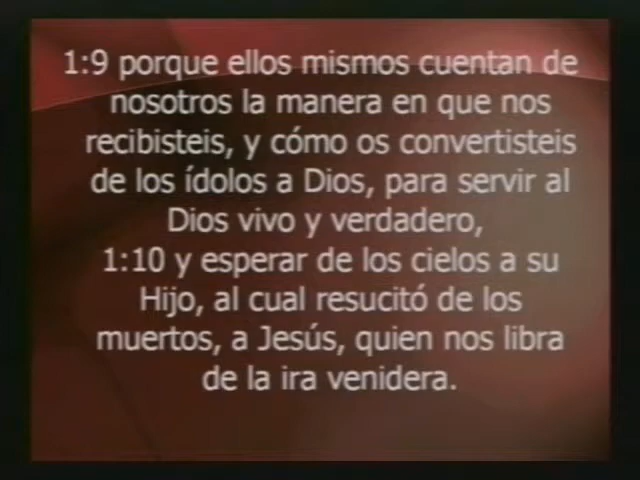 1:9 porque ellos mismos cuentan de
nosotros la manera en que nos
recibisteis, y cómo os convertisteis
de los ídolos a Dios, para servir al
Dios vivo y verdadero,
1:10 y esperar de los cielos a su
Hijo, al cual resucitó de los
muertos, a Jesús, quien nos libra
de la ira venidera.